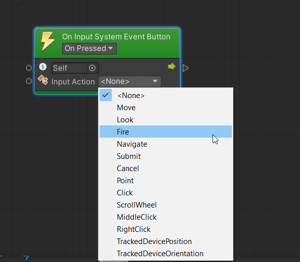 On Input System Event Button
On Pressed
Self
Input Action <None>
<None>
Move
Look
Fire
Navigate
Submit
Cancel
Point
Click
ScrollWheel
MiddleClick
RightClick
TrackedDevicePosition
TrackedDeviceOrientation